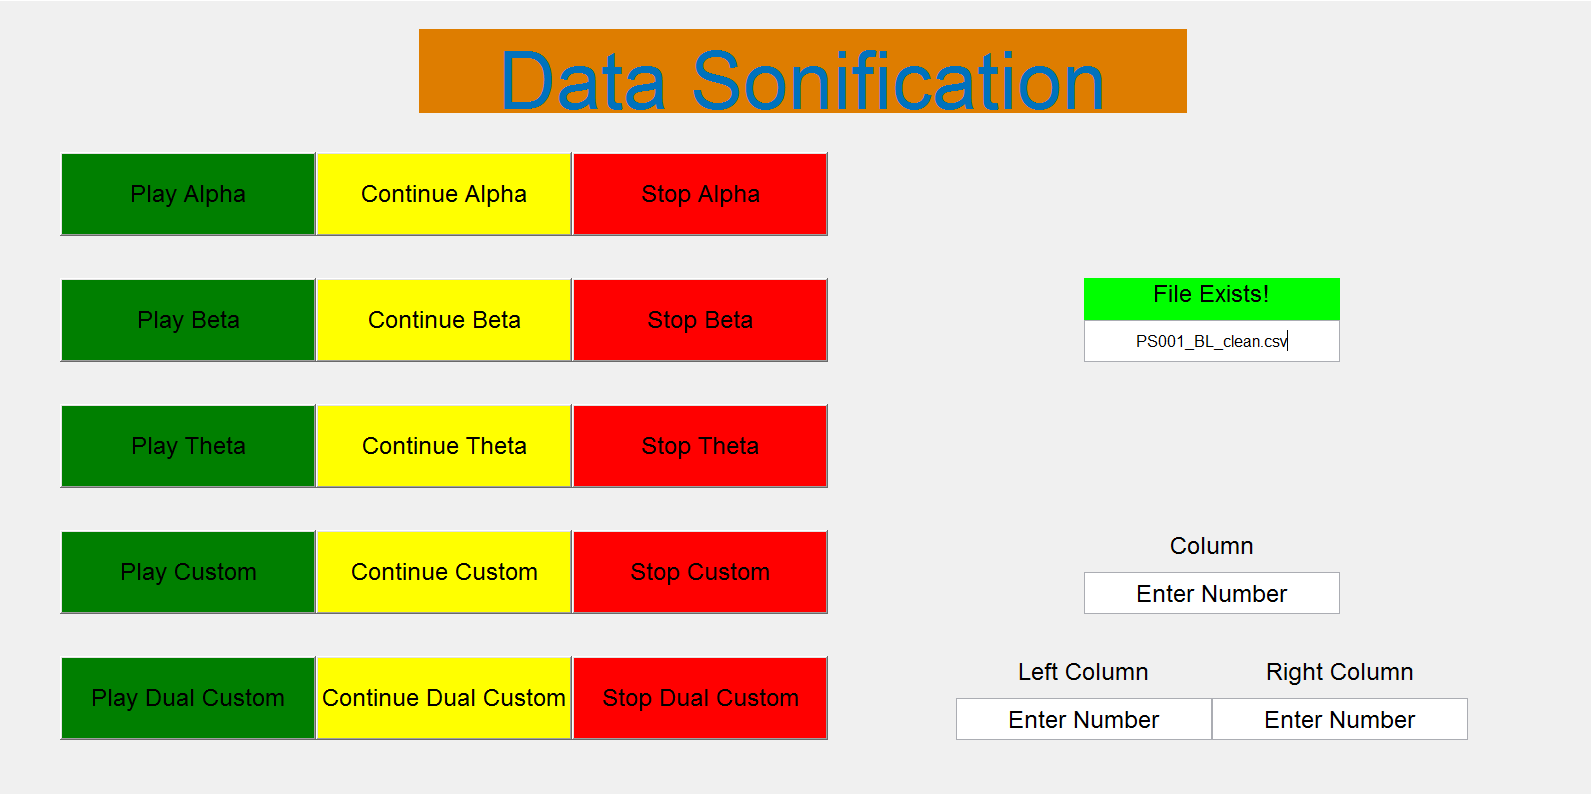 Data Sonification
Play Alpha Continue Alpha Stop Alpha
Play Beta Continue Beta Stop Beta
File Exists!
PS001_BL_clean.csv
Play Theta Continue Theta Stop Theta
Play Custom Continue Custom Stop Custom
Column
Enter Number
Play Dual Custom Continue Dual Custom Stop Dual Custom
Left Column Right Column
Enter Number Enter Number